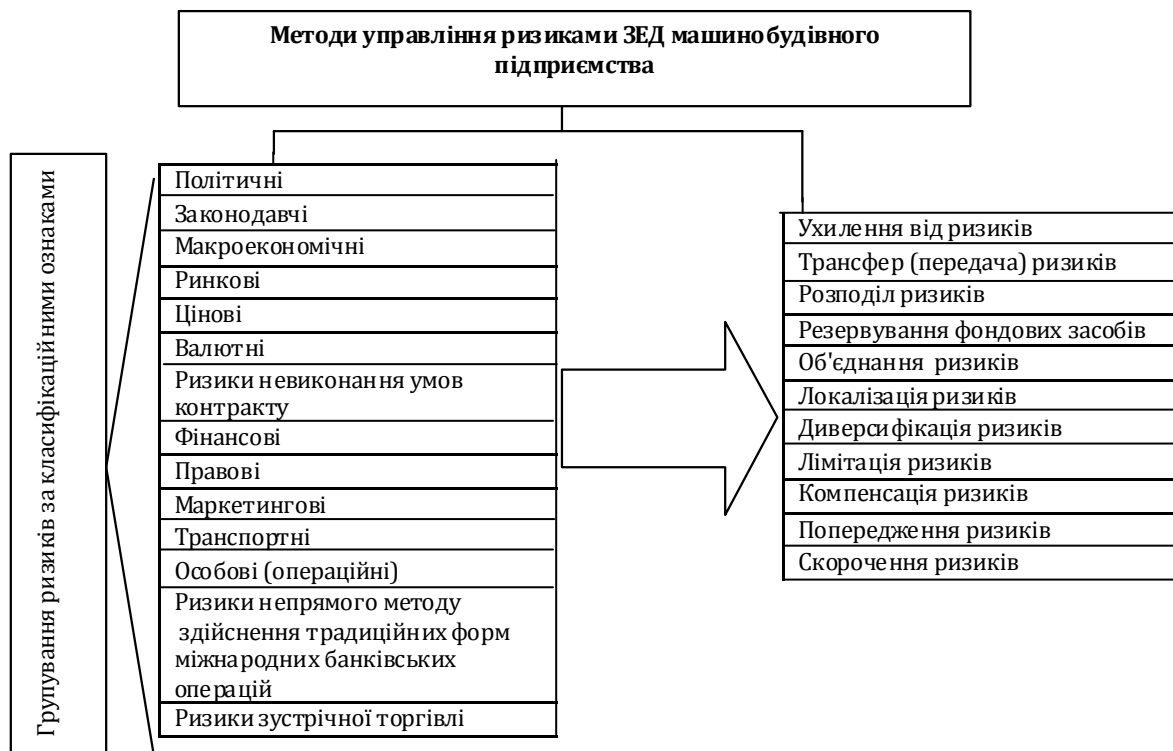 Методи управління ризиками ЗЕД машинобудівного
підприємства
Групування ризиків за класифікаційними ознаками
Політичні
Законодавчі
Макроекономічні
Ринкові
Цінові
Валютні
Ризики невиконання умов
контракту
Фінансові
Правові
Маркетингові
Транспортні
Особові (операційні)
Ризики непрямого методу
здійснення традиційних форм
міжнародних банківських
операцій
Ризики зустрічної торгівлі
Ухилення від ризиків
Трансфер (передача) ризиків
Розподіл ризиків
Резервування фондових засобів
Об'єднання ризиків
Локалізація ризиків
Диверсифікація ризиків
Лімітація ризиків
Компенсація ризиків
Попередження ризиків
Скорочення ризиків